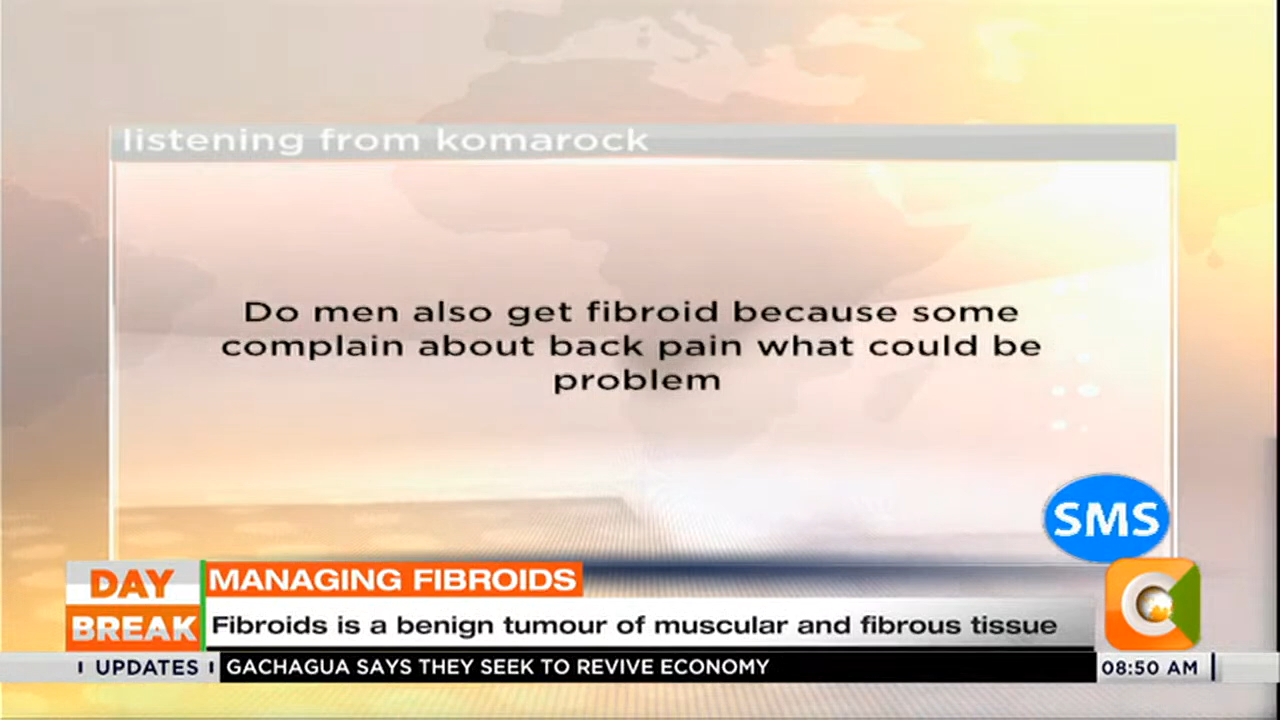 listening from komarock
Do men also get fibroid because some
complain about back pain what could be
problem
SMS
DAY
BREAK
MANAGING FIBROIDS
Fibroids is a benign tumour of muscular and fibrous tissue
UPDATES
GACHAGUA SAYS THEY SEEK TO REVIVE ECONOMY
08:50 AM